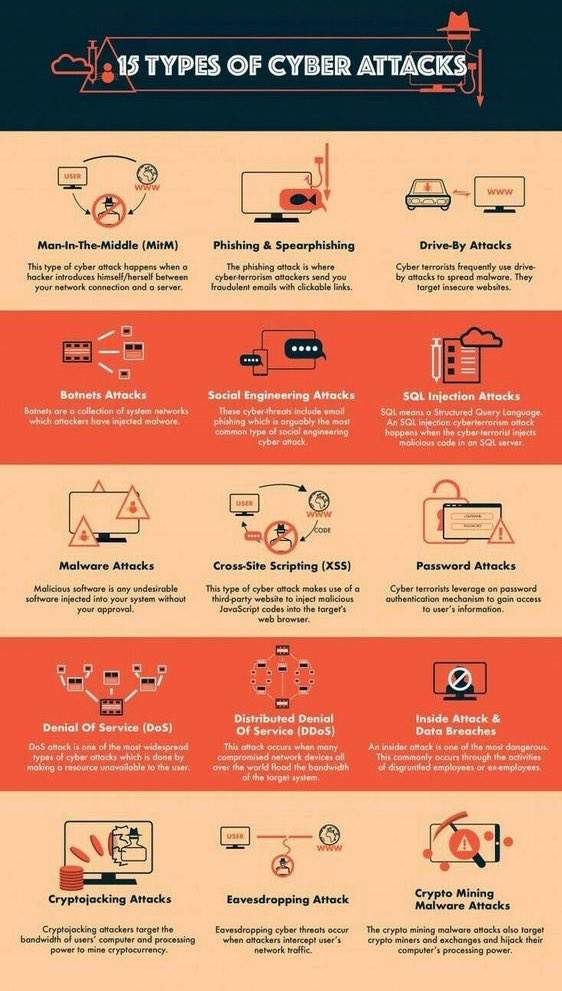 15 TYPES OF CYBER ATTACKS
USER
WWW
WWW
Man-In-The-Middle (MitM)
This type of cyber attack happens when a
hacker introduces himself/herself between
your network connection and a server.
Phishing & Spearphishing
The phishing attack is where
cyber-terrorism attackers send you
fraudulent emails with clickable links.
Drive-By Attacks
Cyber terrorists frequently use drive-
by attacks to spread malware. They
target insecure websites.
Botnets Attacks
Botnets are a collection of system networks
which attackers have injected malware.
Social Engineering Attacks
These cyber-threats include email
phishing which is arguably the most
common type of social engineering
cyber attack.
SQL Injection Attacks
SQL means a Structured Query Language.
An SQL injection cyberterrorism attack
happens when the cyber-terrorist injects
malicious code in an SQL server.
USER
WWW
CODE
Malware Attacks
Malicious software is any undesirable
software injected into your system without
your approval.
Cross-Site Scripting (XSS)
This type of cyber attack makes use of a
third-party website to inject malicious
JavaScript codes into the target's
web browser.
Password Attacks
Cyber terrorists leverage on password
authentication mechanism to gain access
to user's information.
Denial Of Service (DoS)
DoS attack is one of the most widespread
types of cyber attacks which is done by
making a resource unavailable to the user.
Distributed Denial
Of Service (DDoS)
This attack occurs when many
compromised network devices all
over the world flood the bandwidth
of the target system.
Inside Attack &
Data Breaches
An insider attack is one of the most dangerous.
This commonly occurs through the activities
of disgruntled employees or ex-employees.
USER
WWW
Cryptojacking Attacks
Cryptojacking attackers target the
bandwidth of users' computer and processing
power to mine cryptocurrency.
Eavesdropping Attack
Eavesdropping cyber threats occur
when attackers intercept user's
network traffic.
Crypto Mining
Malware Attacks
The crypto mining malware attacks also target
crypto miners and exchanges and hijack their
computer's processing power.